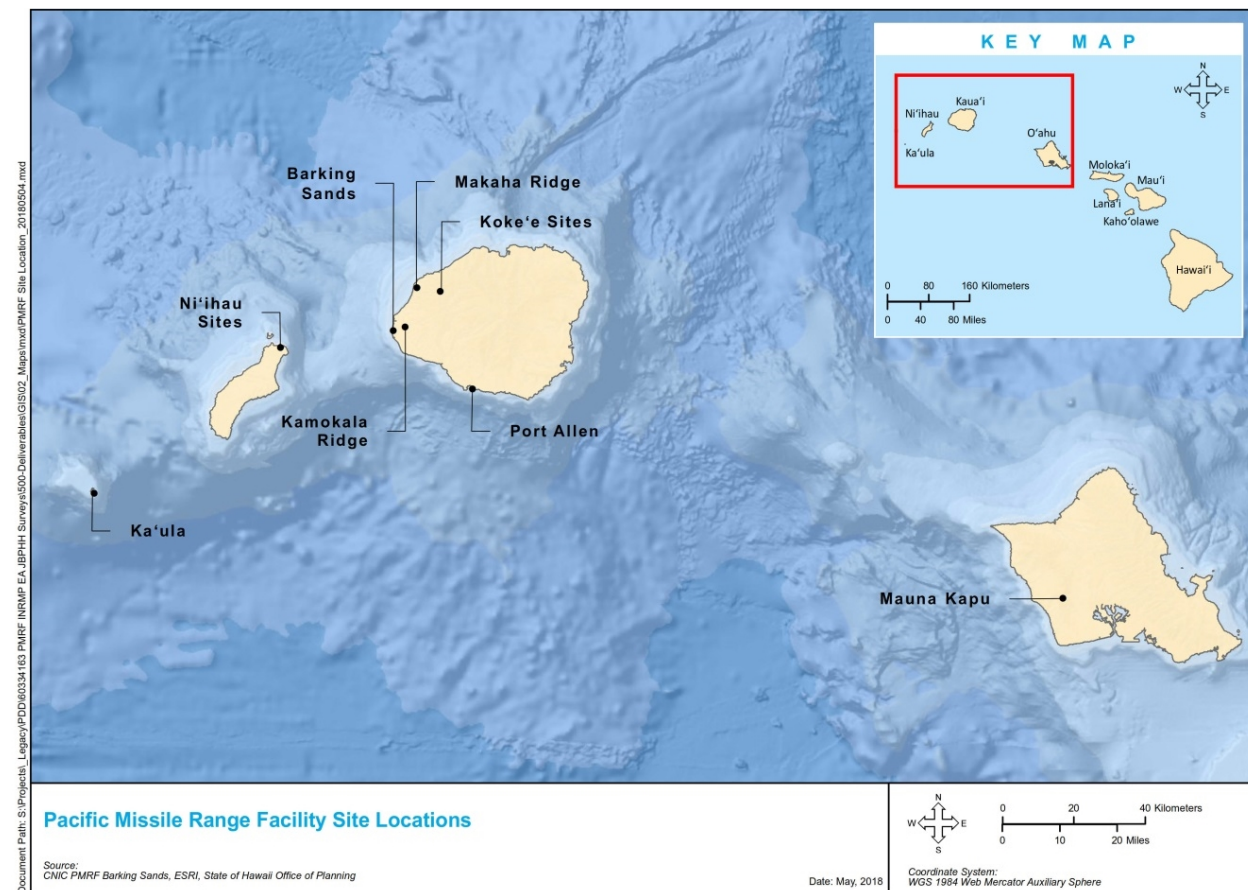 KEY MAP
N
W E
S
Ni‘ihau
Kaua‘i
Ka‘ula
O‘ahu
Moloka‘i
Maui‘i
Lana‘i
Kaho‘olawe
Hawai‘i
0 80 160 Kilometers
0 40 80 Miles
Barking
Sands
Makaha Ridge
Koke‘e Sites
Ni‘ihau
Sites
Kamokala
Ridge
Port Allen
Ka‘ula
Mauna Kapu
Document Path: S:\Projects\_Legacy\PDD\60334163 PMRF INRMP EA JBPHH Surveys\500-Deliverables\GIS\02_Maps\mxd\PMRF Site Location_20180504.mxd
Pacific Missile Range Facility Site Locations
Source:
CNIC PMRF Barking Sands, ESRI, State of Hawaii Office of Planning
Date: May, 2018
N
W E
S
0 20 40 Kilometers
0 10 20 Miles
Coordinate System:
WGS 1984 Web Mercator Auxiliary Sphere